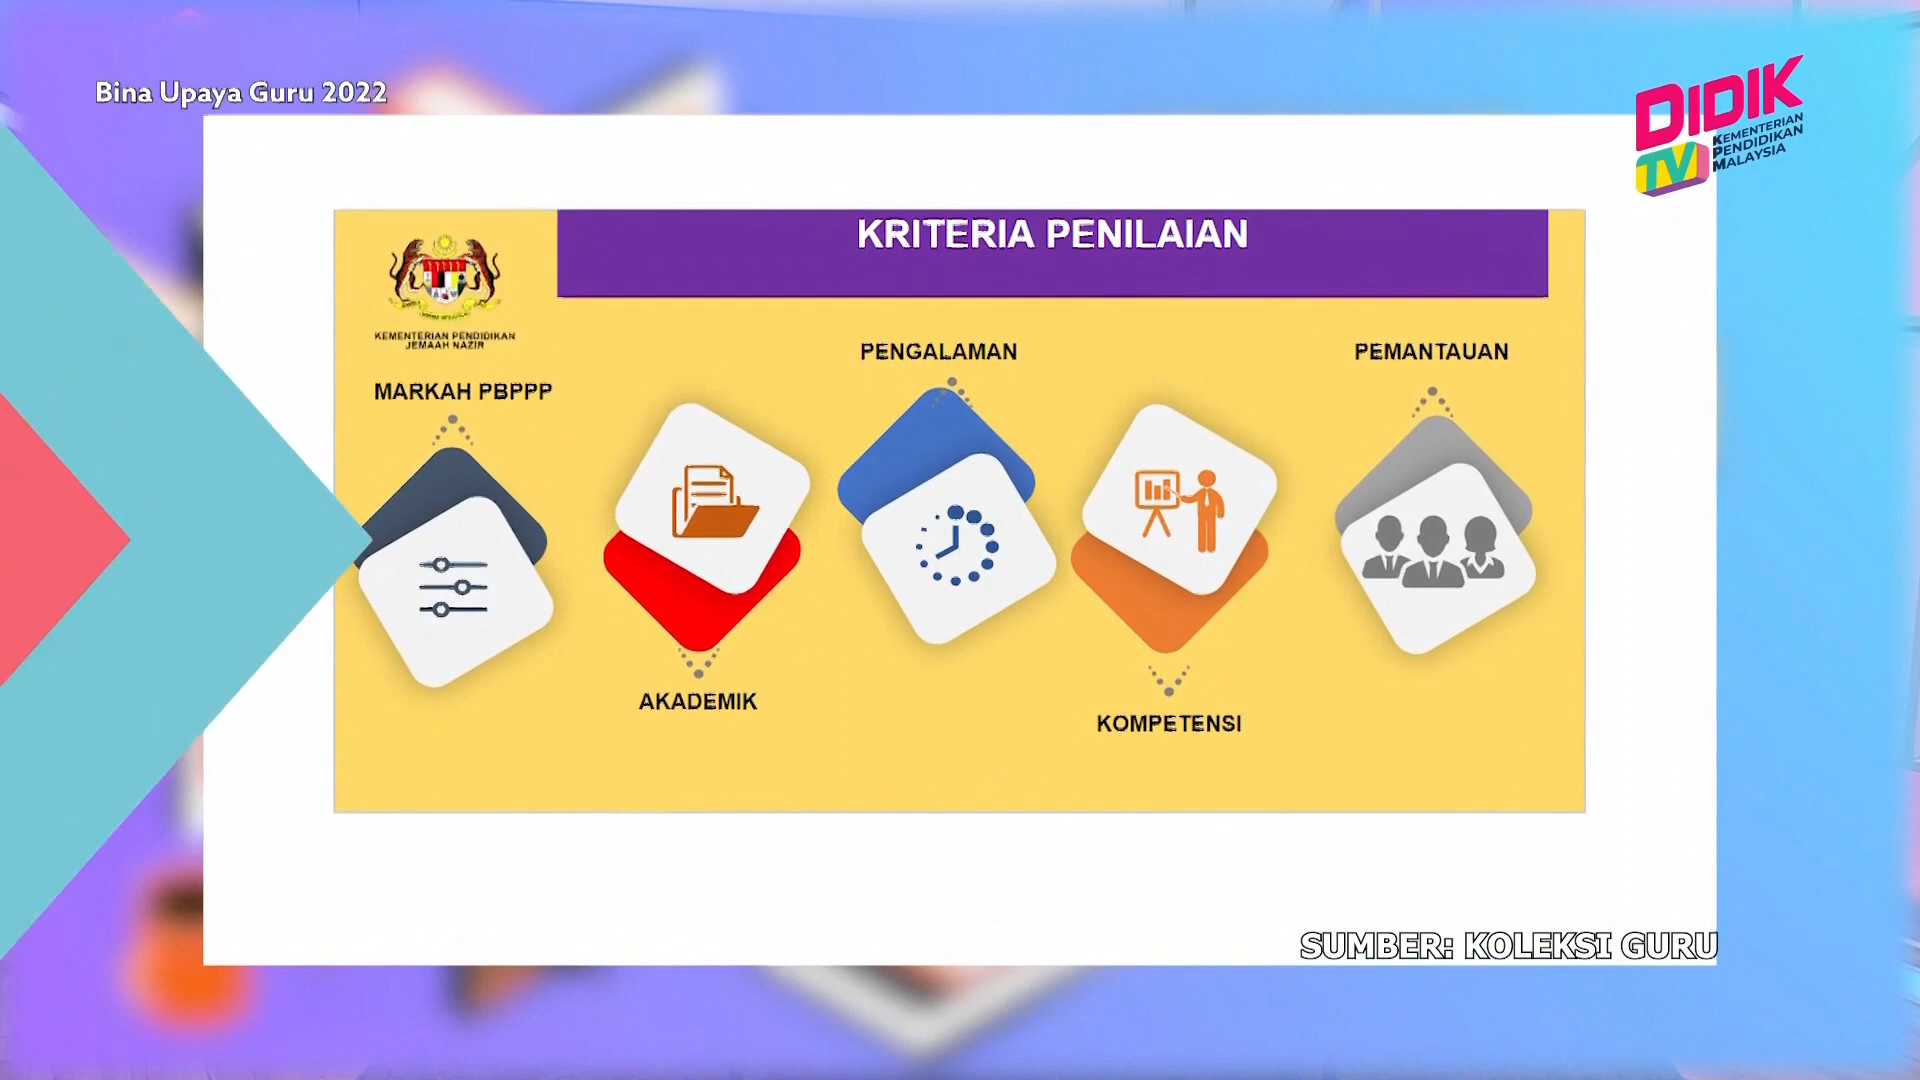 Bina Upaya Guru 2022
DIDIK
TV
KEMENTERIAN
PENDIDIKAN
MALAYSIA
KRITERIA PENILAIAN
KEMENTERIAN PENDIDIKAN
JEMAAH NAZIR
MARKAH PBPPP
PENGALAMAN
PEMANTAUAN
AKADEMIK
KOMPETENSI
SUMBER: KOLEKSI GURU